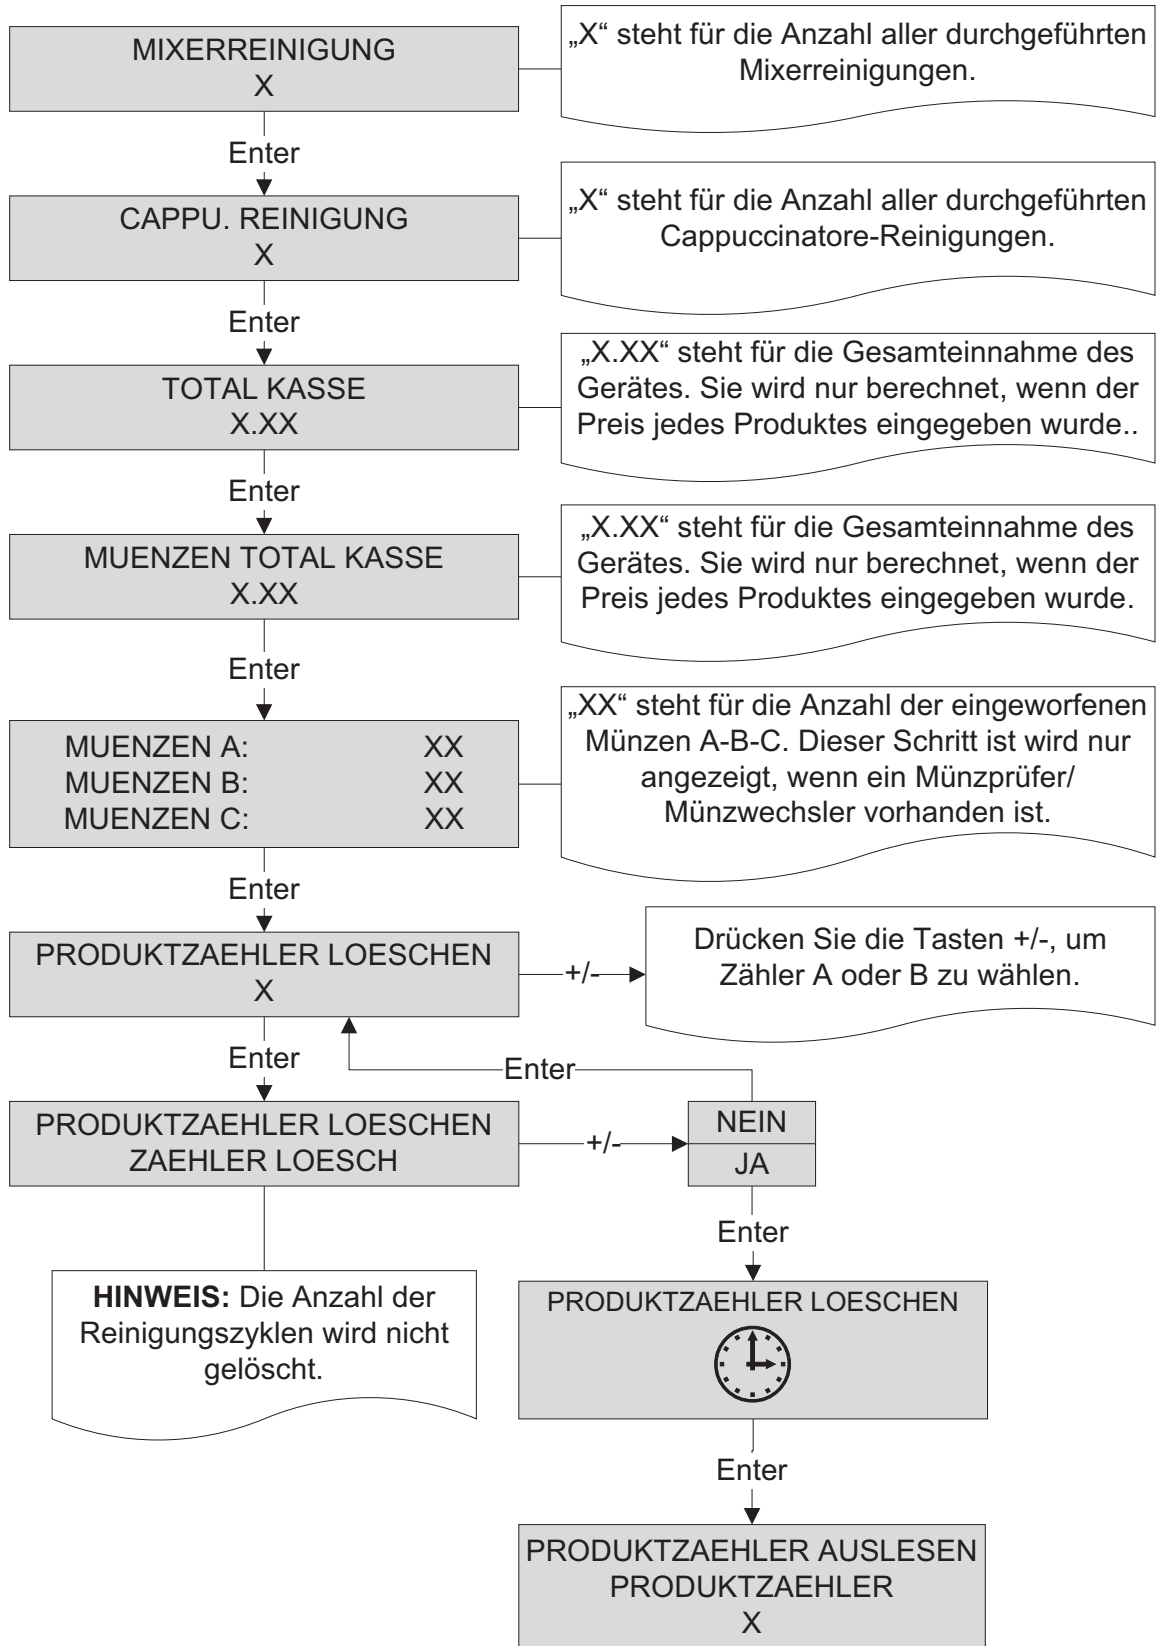 MIXERREINIGUNG
X
„X“ steht für die Anzahl aller durchgeführten
Mixerreinigungen.
Enter
CAPPU. REINIGUNG
X
„X“ steht für die Anzahl aller durchgeführten
Cappuccinatore-Reinigungen.
Enter
TOTAL KASSE
X.XX
„X.XX“ steht für die Gesamteinnahme des
Gerätes. Sie wird nur berechnet, wenn der
Preis jedes Produktes eingegeben wurde..
Enter
MUENZEN TOTAL KASSE
X.XX
„X.XX“ steht für die Gesamteinnahme des
Gerätes. Sie wird nur berechnet, wenn der
Preis jedes Produktes eingegeben wurde.
Enter
MUENZEN A: XX
MUENZEN B: XX
MUENZEN C: XX
„XX“ steht für die Anzahl der eingeworfenen
Münzen A-B-C. Dieser Schritt ist wird nur
angezeigt, wenn ein Münzprüfer/
Münzwechsler vorhanden ist.
Enter
PRODUKTZAEHLER LOESCHEN
X
+/-
Drücken Sie die Tasten +/-, um
Zähler A oder B zu wählen.
Enter
Enter
PRODUKTZAEHLER LOESCHEN
ZAEHLER LOESCH
+/-
NEIN
JA
Enter
HINWEIS: Die Anzahl der
Reinigungszyklen wird nicht
gelöscht.
PRODUKTZAEHLER LOESCHEN
Enter
PRODUKTZAEHLER AUSLESEN
PRODUKTZAEHLER
X